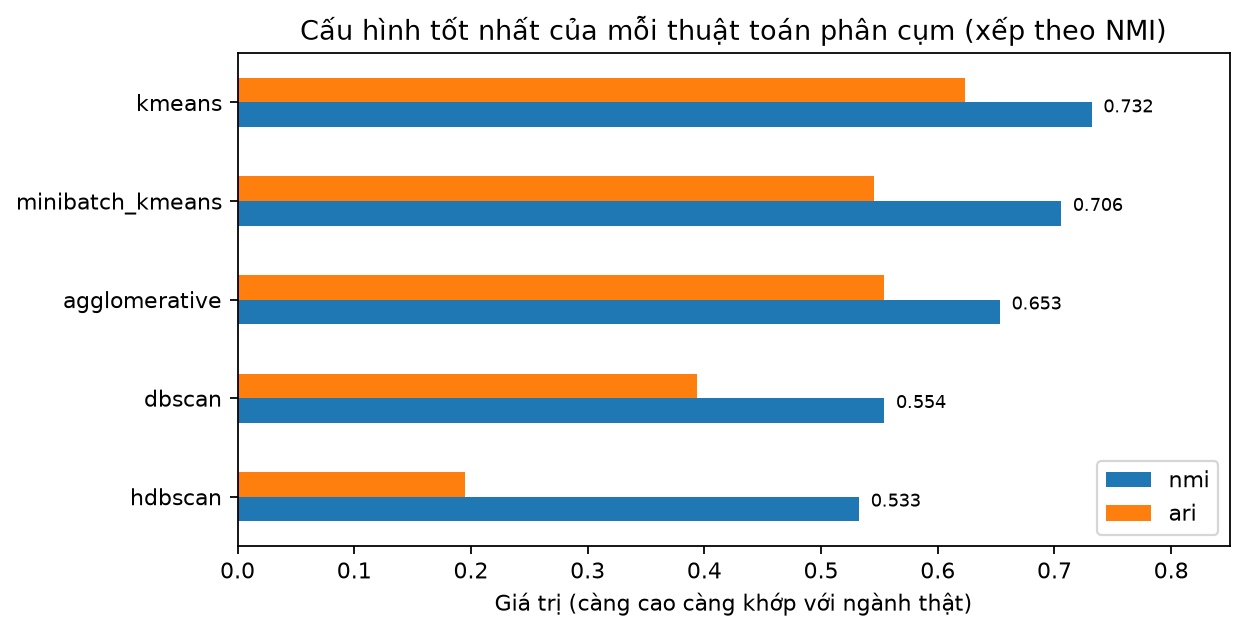 Cấu hình tốt nhất của mỗi thuật toán phân cụm (xếp theo NMI)
kmeans
0.732
minibatch_kmeans
0.706
agglomerative
0.653
dbscan
0.554
hdbscan
0.533
nmi
ari
0.0 0.1 0.2 0.3 0.4 0.5 0.6 0.7 0.8
Giá trị (càng cao càng khớp với ngành thật)